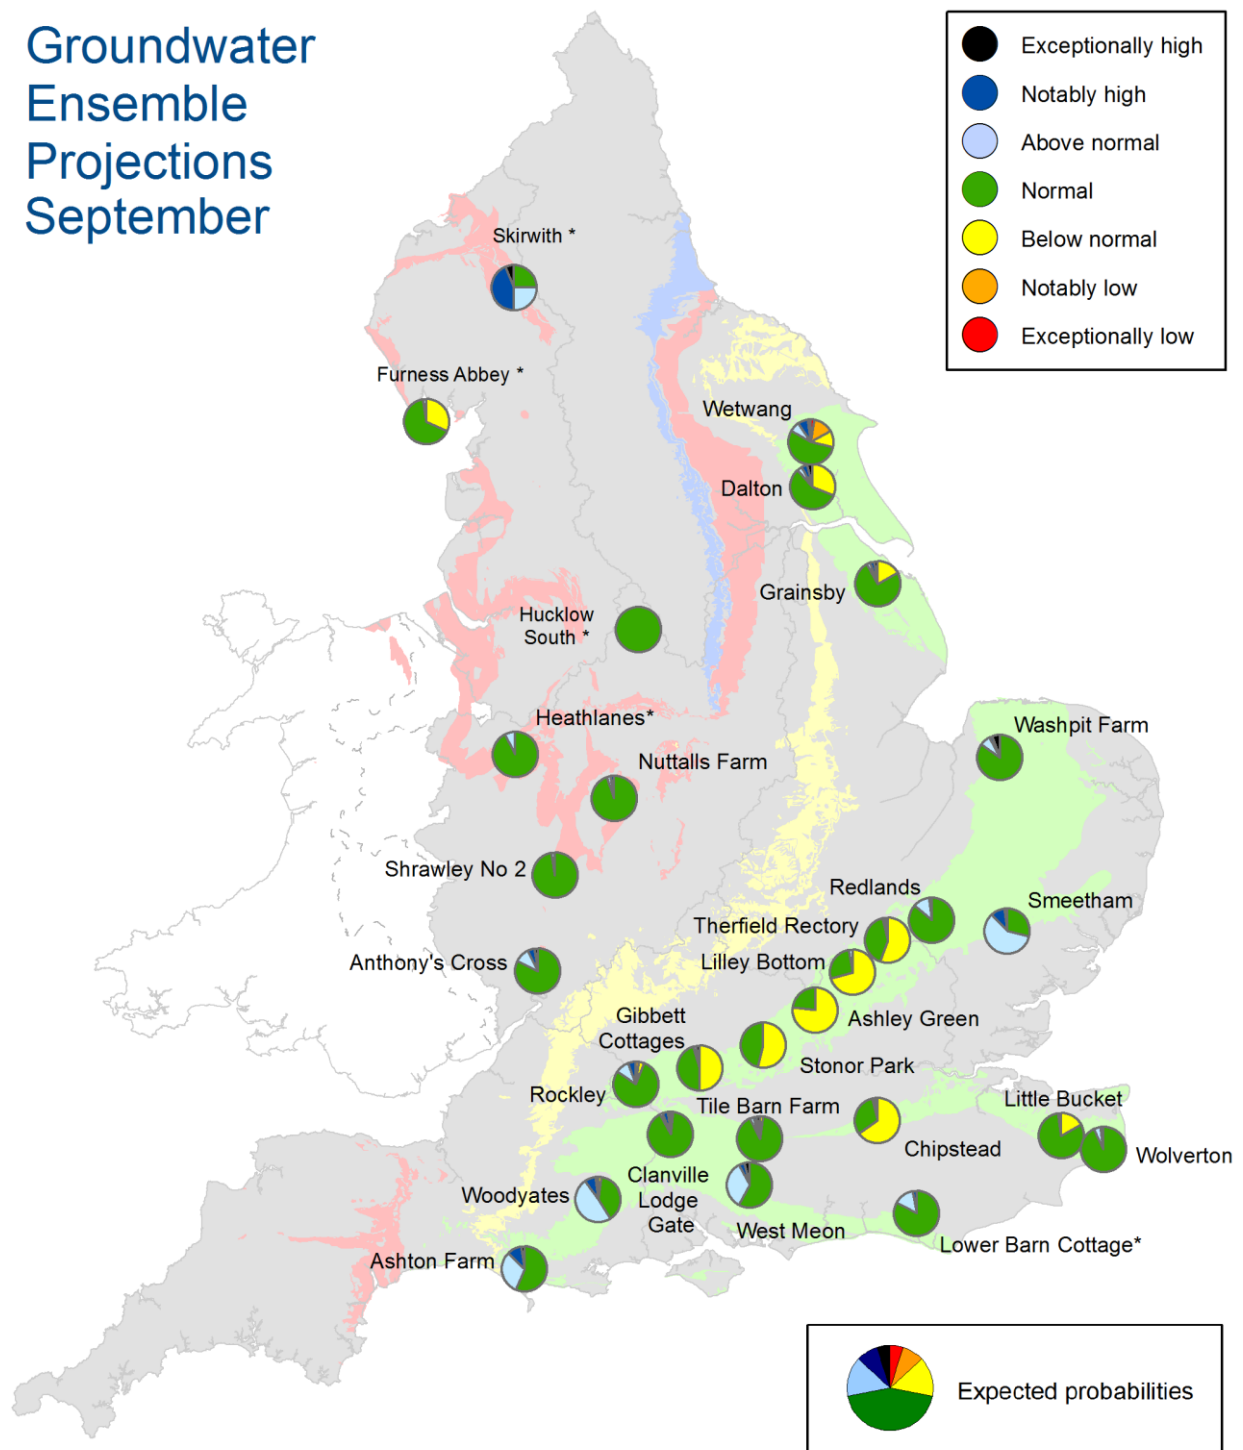 Groundwater
Ensemble
Projections
September
Exceptionally high
Notably high
Above normal
Normal
Below normal
Notably low
Exceptionally low
Skirwith *
Furness Abbey *
Wetwang
Dalton
Grainsby
Hucklow
South *
Heathlanes*
Nuttalls Farm
Washpit Farm
Shrawley No 2
Redlands
Smeetham
Therfield Rectory
Lilley Bottom
Anthony's Cross
Ashley Green
Gibbett
Cottages
Stonor Park
Rockley
Tile Barn Farm
Little Bucket
Chipstead
Wolverton
Clanville
Lodge
Gate
Woodyates
West Meon
Lower Barn Cottage*
Ashton Farm
Expected probabilities